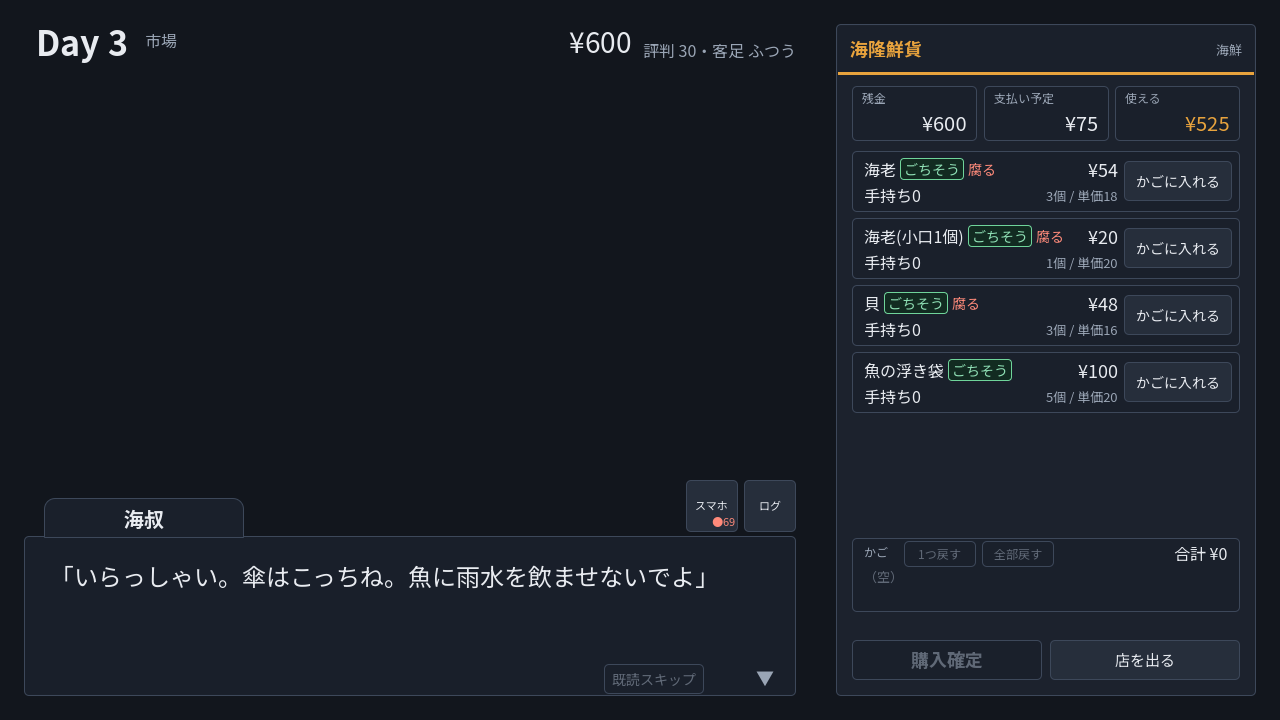 Day 3 市場
¥600 評判 30・客足 ふつう
海隆鮮貨 海鮮
残金 ¥600
支払い予定 ¥75
使える ¥525
海老 ごちそう 腐る ¥54
手持ち0 3個 / 単価18
かごに入れる
海老(小口1個) ごちそう 腐る ¥20
手持ち0 1個 / 単価20
かごに入れる
貝 ごちそう 腐る ¥48
手持ち0 3個 / 単価16
かごに入れる
魚の浮き袋 ごちそう ¥100
手持ち0 5個 / 単価20
かごに入れる
スマホ
69
ログ
海叔
「いらっしゃい。傘はこっちね。魚に雨水を飲ませないでよ」
既読スキップ
▼
かご 1つ戻す 全部戻す 合計 ¥0
（空）
購入確定 店を出る